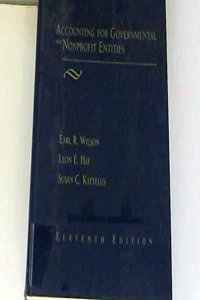 ACCOUNTING FOR GOVERNMENTAL
AND NONPROFIT ENTITIES
EARL R. WILSON
LEON E. HAY
SUSAN C. KATTELUS
ELEVENTH EDITION